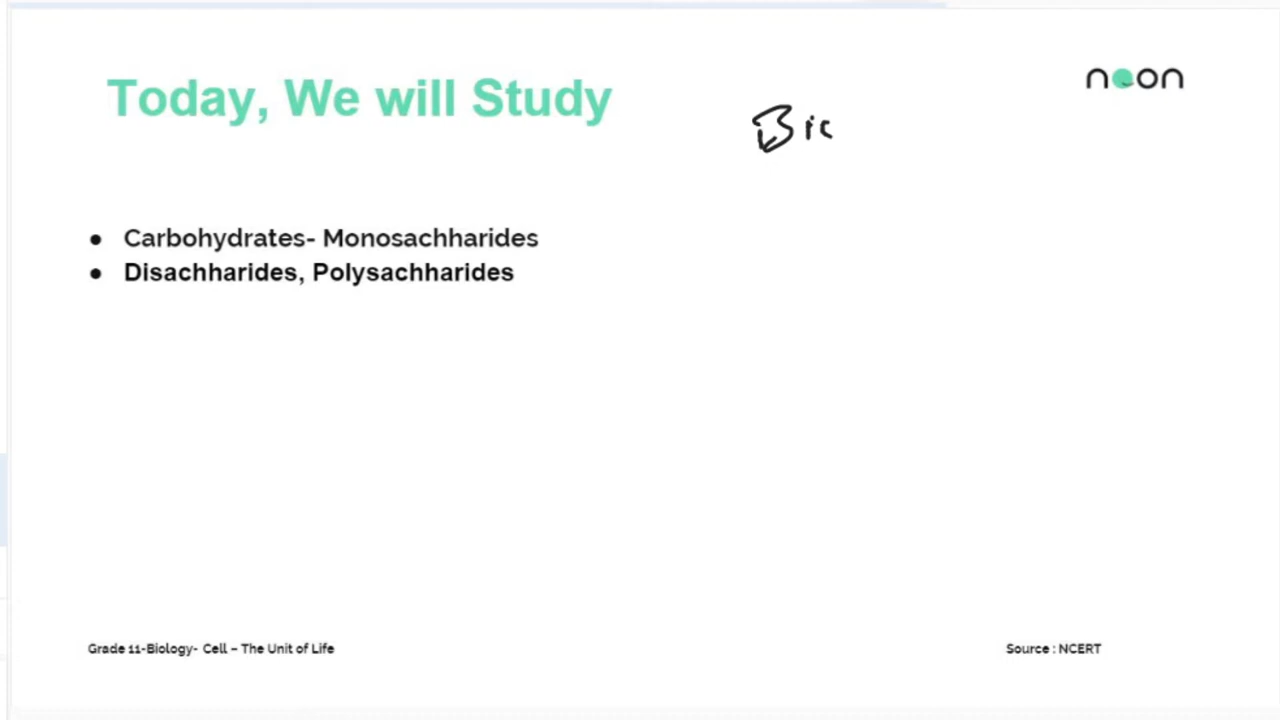 Today, We will Study
noon
Bio
● Carbohydrates- Monosachharides
● Disachharides, Polysachharides
Grade 11-Biology- Cell – The Unit of Life
Source : NCERT